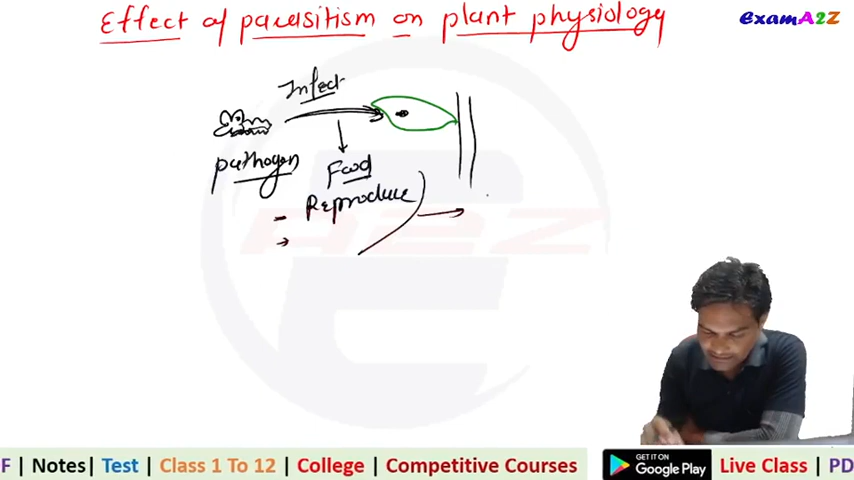 Effect of parasitism on plant physiology
ExamA2Z
Infect
pathogen
Food
Reproduce
A2Z
F | Notes| Test | Class 1 To 12 | College | Competitive Courses
GET IT ON
Google Play
Live Class | PD